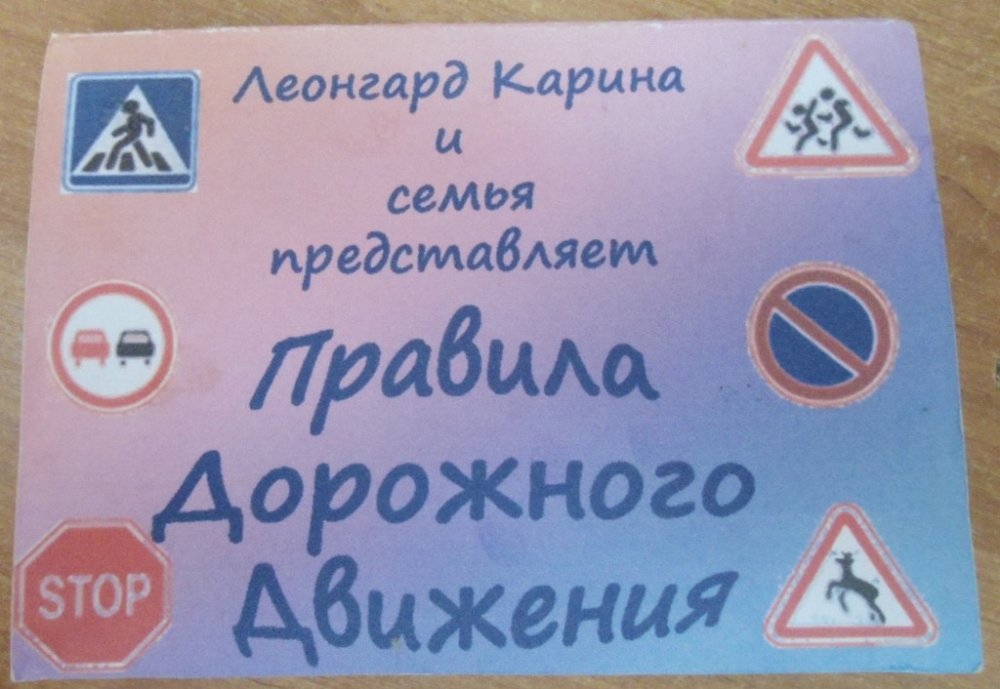 Леонгард Карина
и
семья
представляет
Правила
Дорожного
Движения
STOP